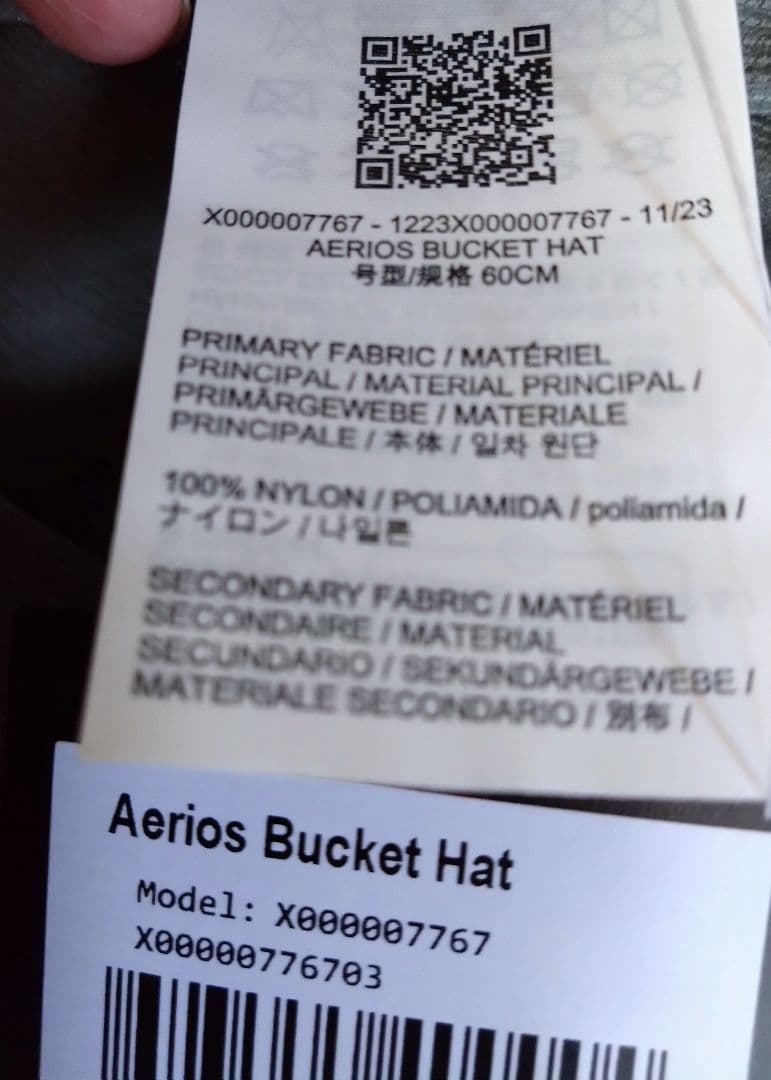 X000007767 - 1223X000007767 - 11/23
AERIOS BUCKET HAT
号型/規格 60CM
PRIMARY FABRIC / MATÉRIEL
PRINCIPAL / MATERIAL PRINCIPAL /
PRIMÄRGEWEBE / MATERIALE
PRINCIPALE / 本体 / 일차 원단
100% NYLON / POLIAMIDA / poliamida /
ナイロン / 나일론
SECONDARY FABRIC / MATÉRIEL
SECONDAIRE / MATERIAL
SECUNDARIO / SEKUNDÄRGEWEBE /
MATERIALE SECONDARIO / 別布 /
Aerios Bucket Hat
Model: X000007767
X00000776703